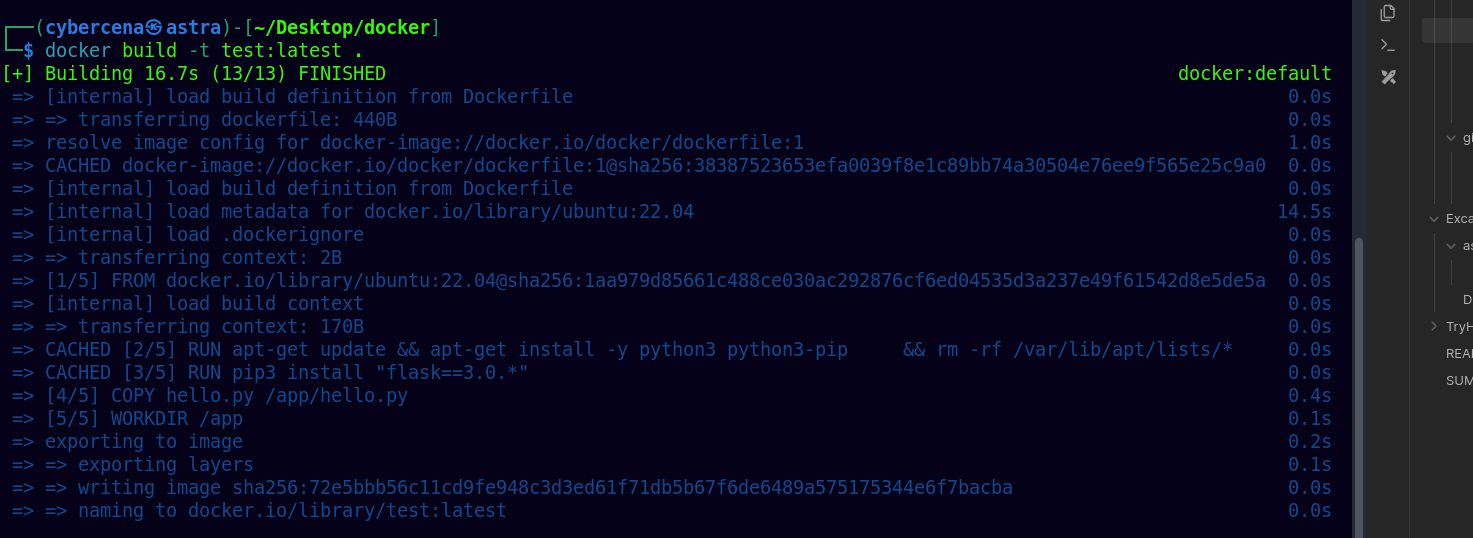 ┌──(cybercena㉿astra)-[~/Desktop/docker]
└─$ docker build -t test:latest .
[+] Building 16.7s (13/13) FINISHED docker:default
=> [internal] load build definition from Dockerfile 0.0s
=> => transferring dockerfile: 440B 0.0s
=> resolve image config for docker-image://docker.io/docker/dockerfile:1 1.0s
=> CACHED docker-image://docker.io/docker/dockerfile:1@sha256:38387523653efa0039f8e1c89bb74a30504e76ee9f565e25c9a0 0.0s
=> [internal] load build definition from Dockerfile 0.0s
=> [internal] load metadata for docker.io/library/ubuntu:22.04 14.5s
=> [internal] load .dockerignore 0.0s
=> => transferring context: 2B 0.0s
=> [1/5] FROM docker.io/library/ubuntu:22.04@sha256:1aa979d85661c488ce030ac292876cf6ed04535d3a237e49f61542d8e5de5a 0.0s
=> [internal] load build context 0.0s
=> => transferring context: 170B 0.0s
=> CACHED [2/5] RUN apt-get update && apt-get install -y python3 python3-pip     && rm -rf /var/lib/apt/lists/* 0.0s
=> CACHED [3/5] RUN pip3 install "flask==3.0.*" 0.0s
=> [4/5] COPY hello.py /app/hello.py 0.4s
=> [5/5] WORKDIR /app 0.1s
=> exporting to image 0.2s
=> => exporting layers 0.1s
=> => writing image sha256:72e5bbb56c11cd9fe948c3d3ed61f71db5b67f6de6489a575175344e6f7bacba 0.0s
=> => naming to docker.io/library/test:latest 0.0s
gi
Exca
as
D
TryH
REA
SUM